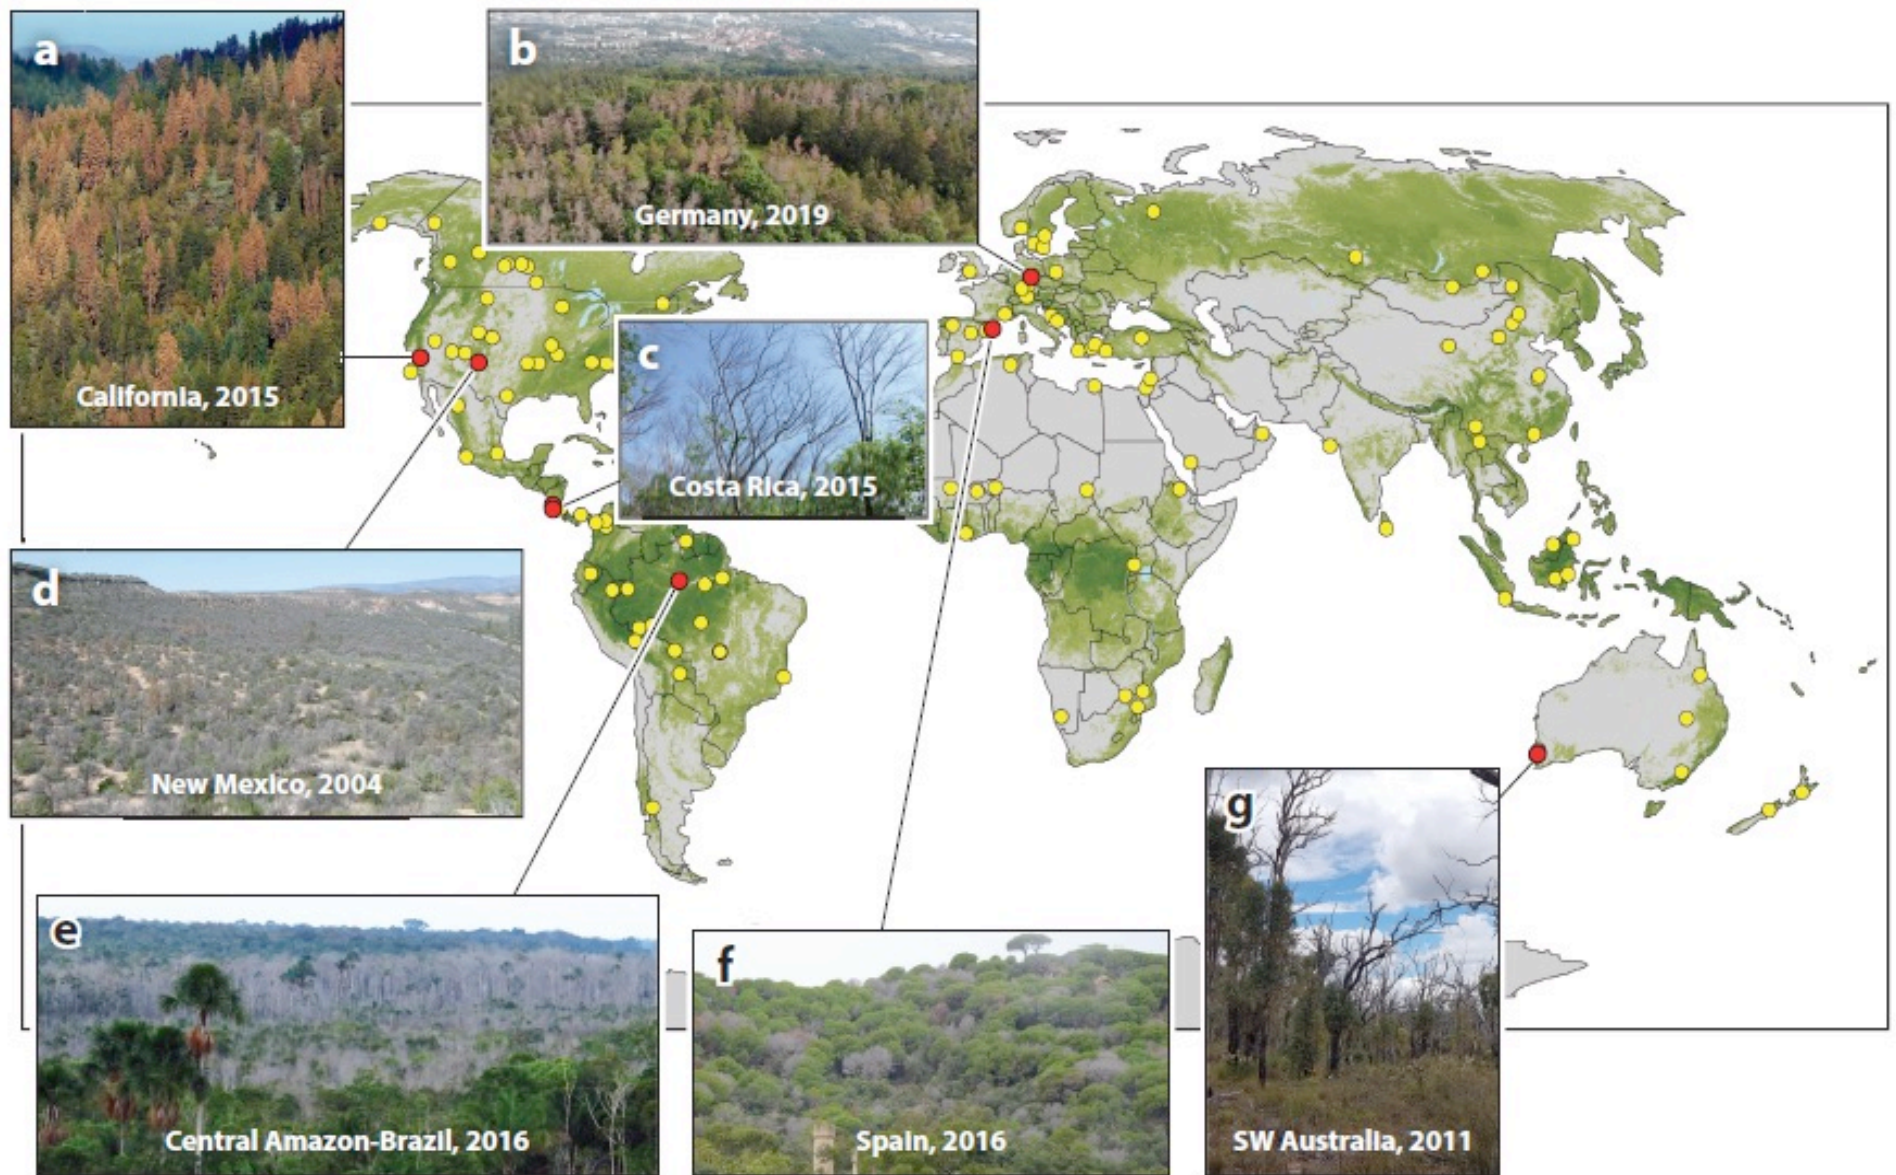 a
California, 2015
b
Germany, 2019
c
Costa Rica, 2015
d
New Mexico, 2004
e
Central Amazon-Brazil, 2016
f
Spain, 2016
g
SW Australia, 2011